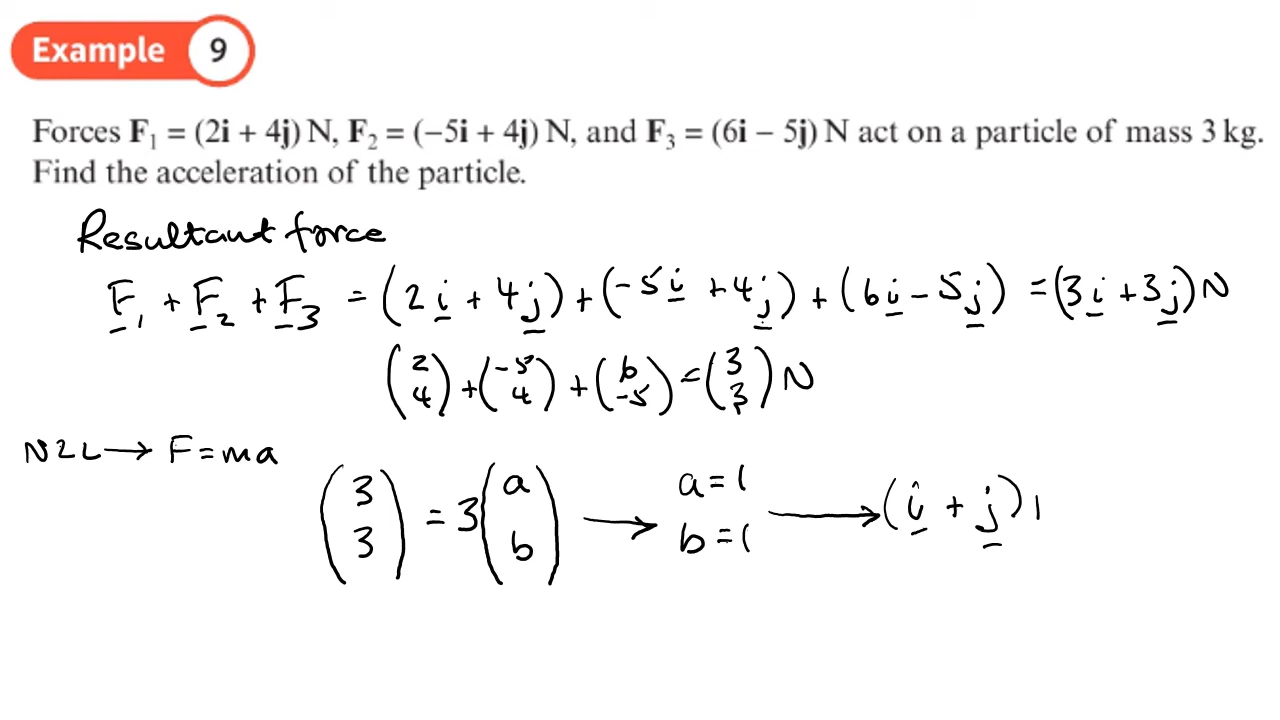 Example 9
Forces F₁ = (2i + 4j) N, F₂ = (−5i + 4j) N, and F₃ = (6i − 5j) N act on a particle of mass 3 kg.
Find the acceleration of the particle.
Resultant force
F₁ + F₂ + F₃ = (2i + 4j) + (-5i + 4j) + (6i - 5j) = (3i + 3j) N
(2 4) + (-5 4) + (6 -5) = (3 3) N
N2L → F = ma
(3 3) = 3(a b) → a = 1 b = 1 → (i + j) 1